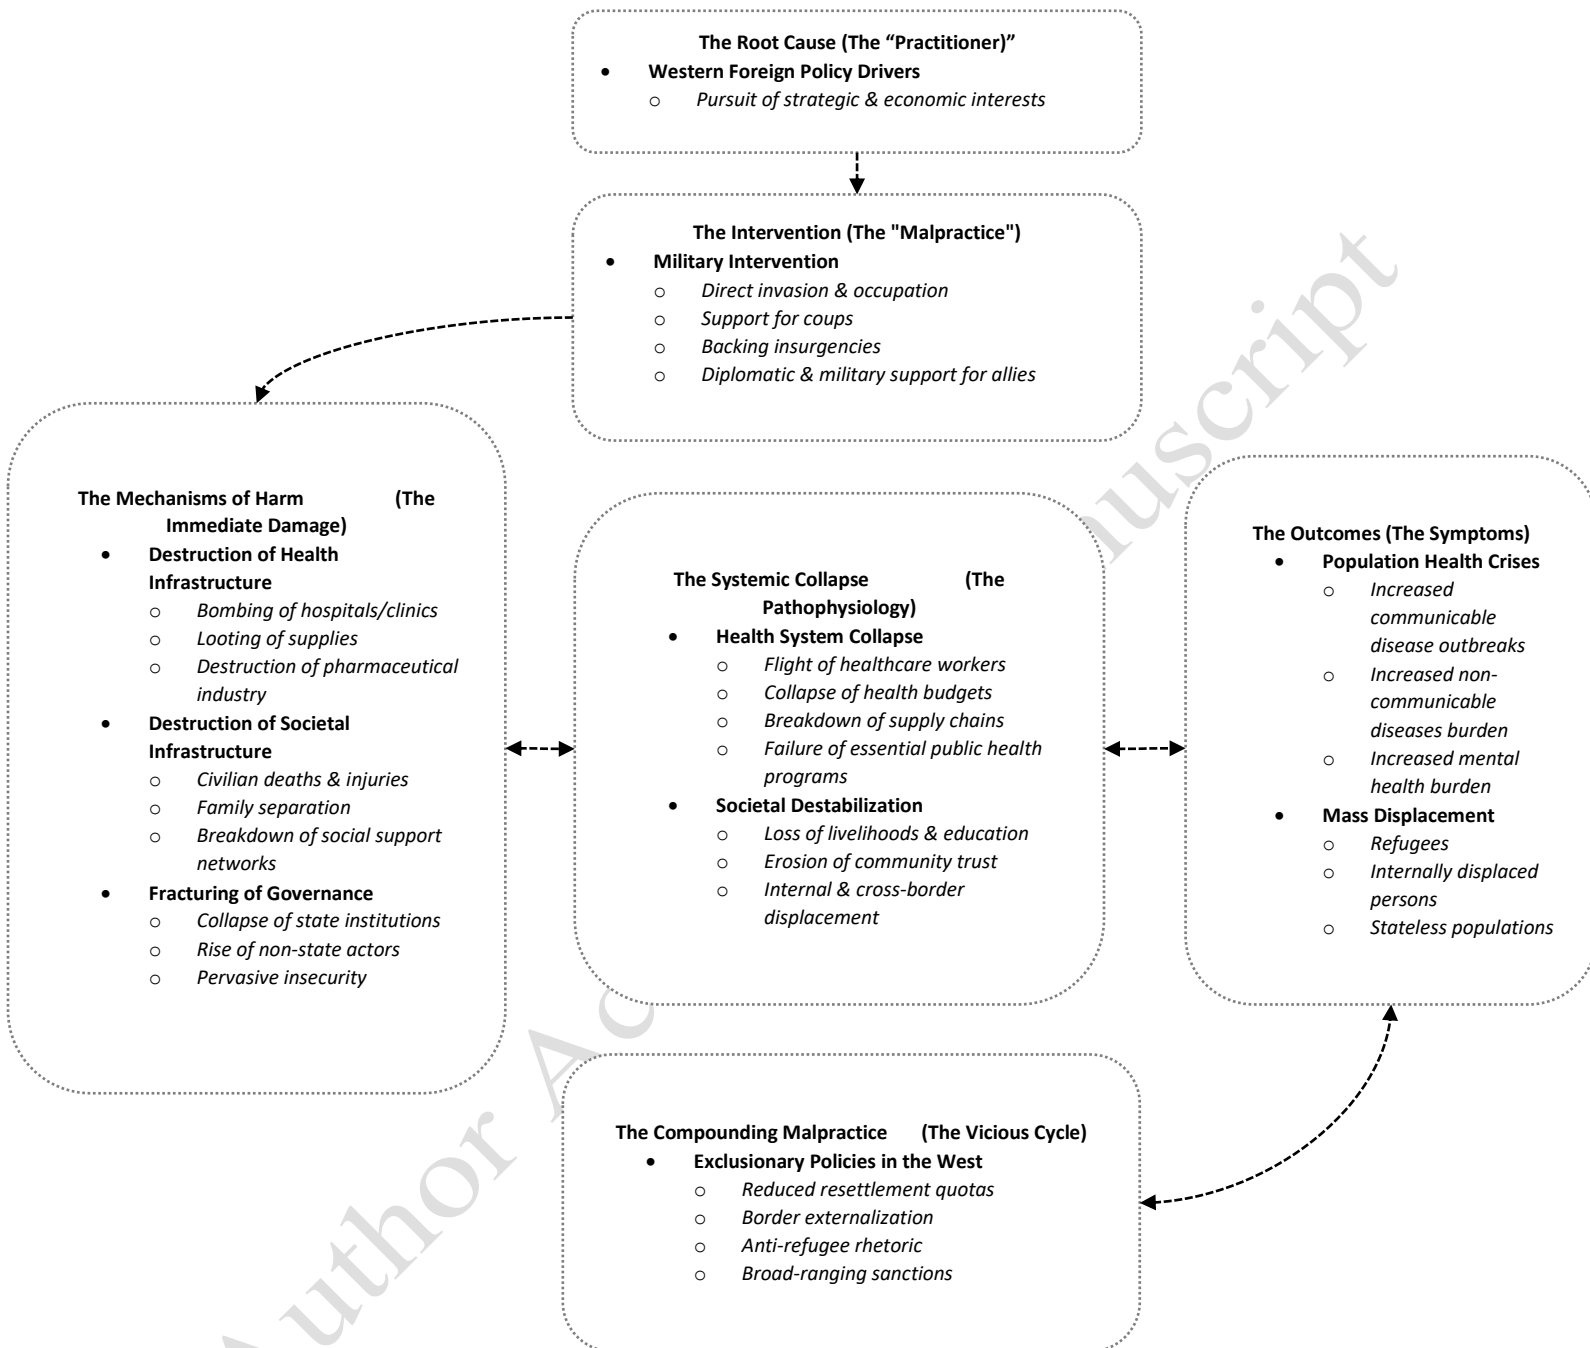 The Root Cause (The “Practitioner)”
• Western Foreign Policy Drivers
o Pursuit of strategic & economic interests
The Intervention (The "Malpractice")
• Military Intervention
o Direct invasion & occupation
o Support for coups
o Backing insurgencies
o Diplomatic & military support for allies
The Mechanisms of Harm (The
Immediate Damage)
• Destruction of Health
Infrastructure
o Bombing of hospitals/clinics
o Looting of supplies
o Destruction of pharmaceutical
industry
• Destruction of Societal
Infrastructure
o Civilian deaths & injuries
o Family separation
o Breakdown of social support
networks
• Fracturing of Governance
o Collapse of state institutions
o Rise of non-state actors
o Pervasive insecurity
The Systemic Collapse (The
Pathophysiology)
• Health System Collapse
o Flight of healthcare workers
o Collapse of health budgets
o Breakdown of supply chains
o Failure of essential public health
programs
• Societal Destabilization
o Loss of livelihoods & education
o Erosion of community trust
o Internal & cross-border
displacement
The Outcomes (The Symptoms)
• Population Health Crises
o Increased
communicable
disease outbreaks
o Increased non-
communicable
diseases burden
o Increased mental
health burden
• Mass Displacement
o Refugees
o Internally displaced
persons
o Stateless populations
The Compounding Malpractice (The Vicious Cycle)
• Exclusionary Policies in the West
o Reduced resettlement quotas
o Border externalization
o Anti-refugee rhetoric
o Broad-ranging sanctions
Author Ac nuscript